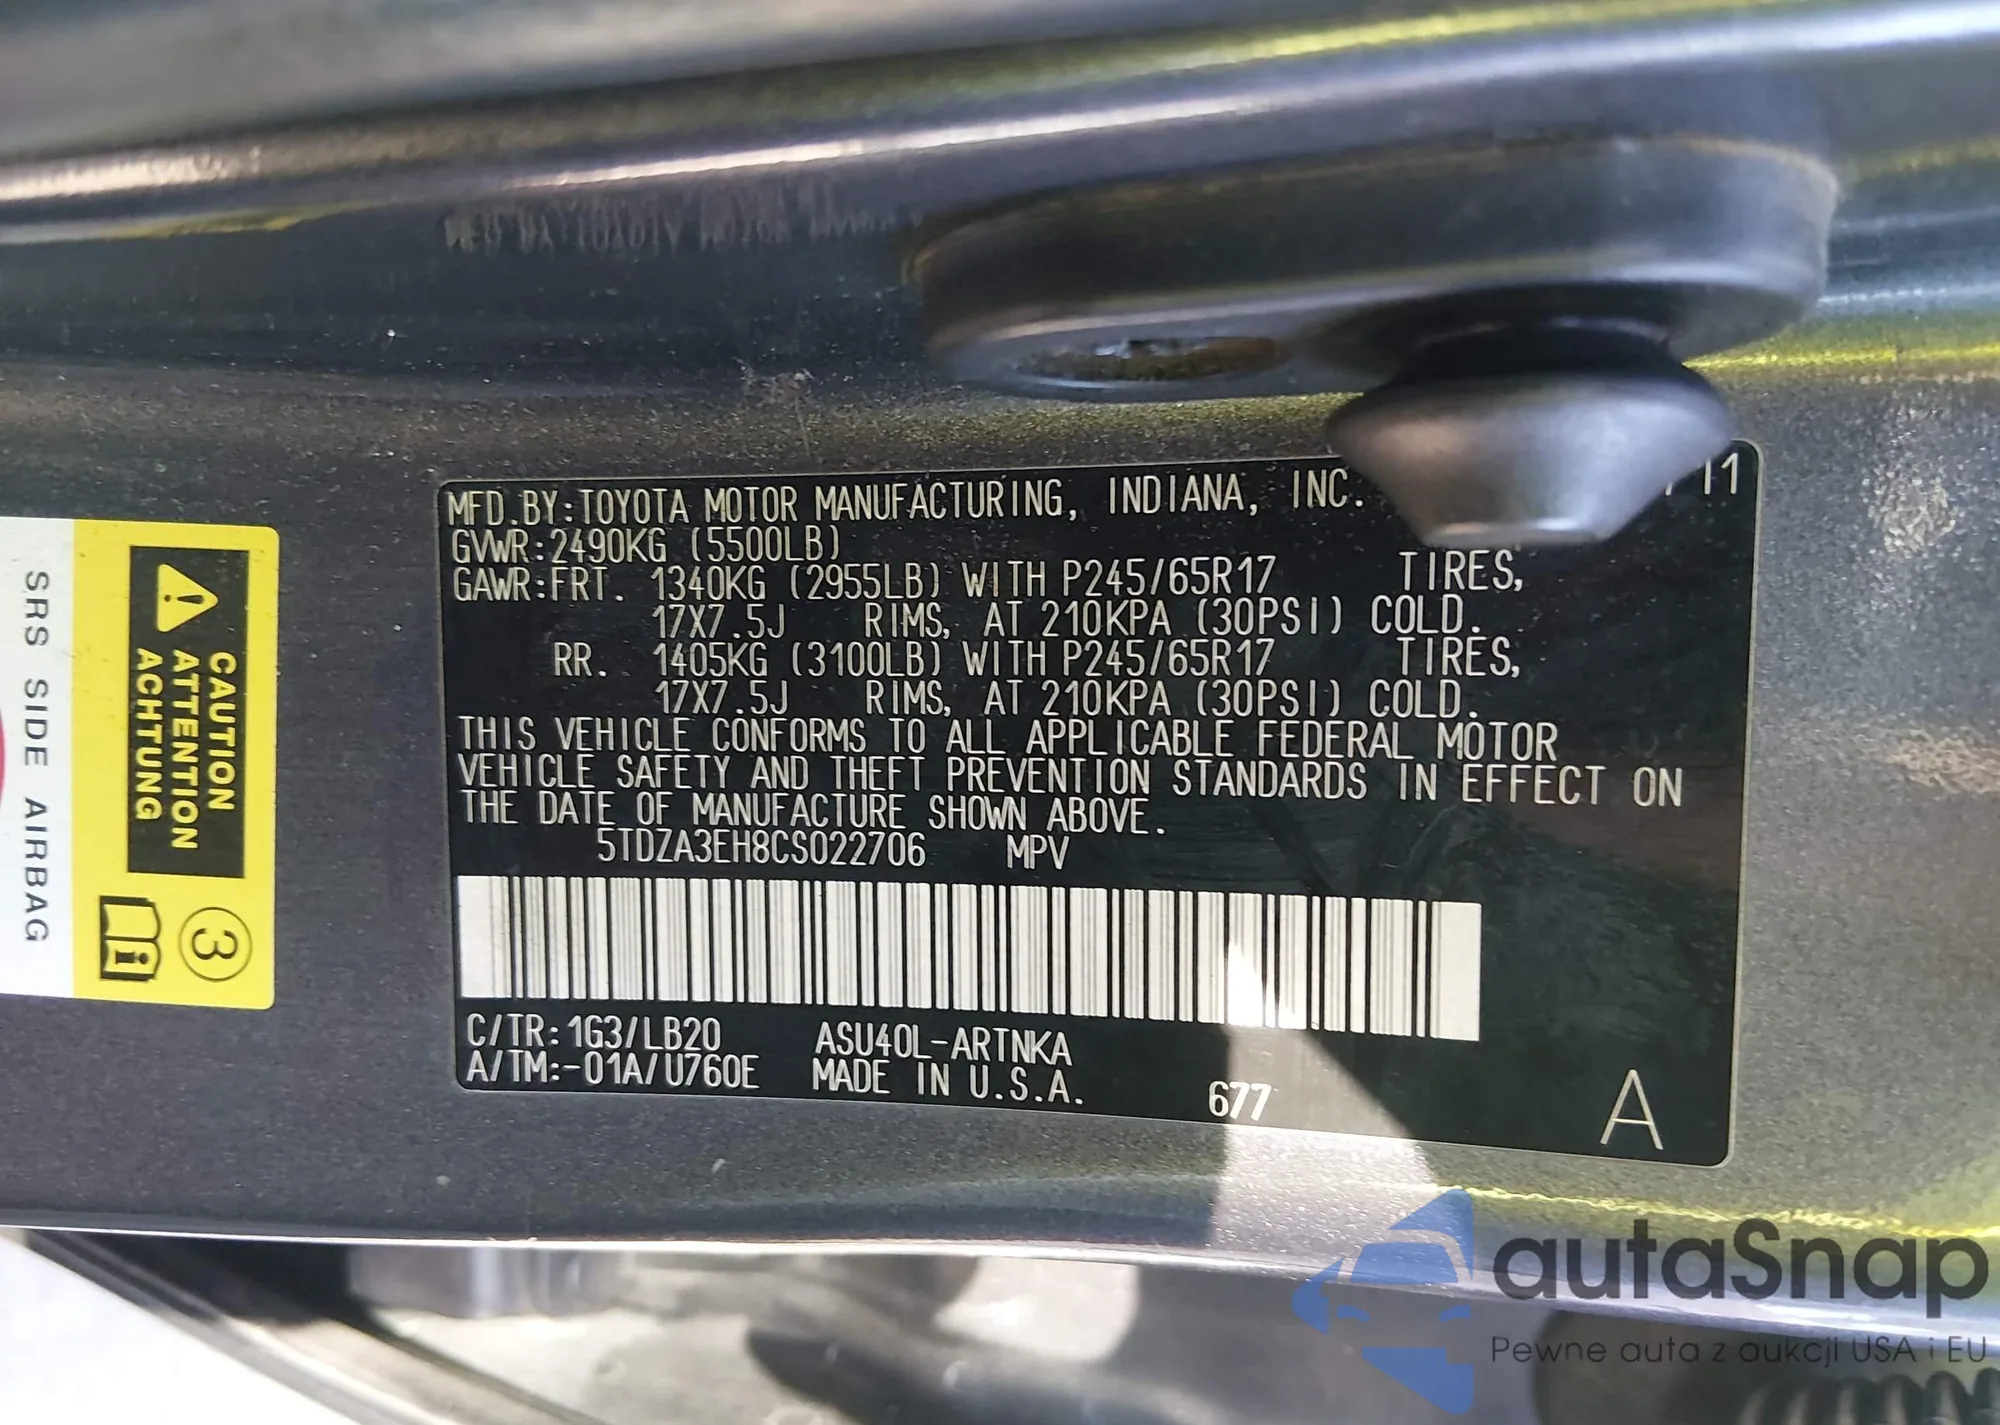 MFD.BY:TOYOTA MOTOR MANUFACTURING, INDIANA, INC. 11
GVWR:2490KG (5500LB)
GAWR:FRT. 1340KG (2955LB) WITH P245/65R17 TIRES,
17X7.5J RIMS, AT 210KPA (30PSI) COLD.
RR. 1405KG (3100LB) WITH P245/65R17 TIRES,
17X7.5J RIMS, AT 210KPA (30PSI) COLD.
THIS VEHICLE CONFORMS TO ALL APPLICABLE FEDERAL MOTOR
VEHICLE SAFETY AND THEFT PREVENTION STANDARDS IN EFFECT ON
THE DATE OF MANUFACTURE SHOWN ABOVE.
5TDZA3EH8CS022706 MPV
C/TR:1G3/LB20 ASU40L-ARTNKA
A/TM:-01A/U760E MADE IN U.S.A.
677
A
CAUTION
ATTENTION
ACHTUNG
3
i
SRS SIDE AIRBAG
autaSnap
Pewne auta z aukcji USA i EU